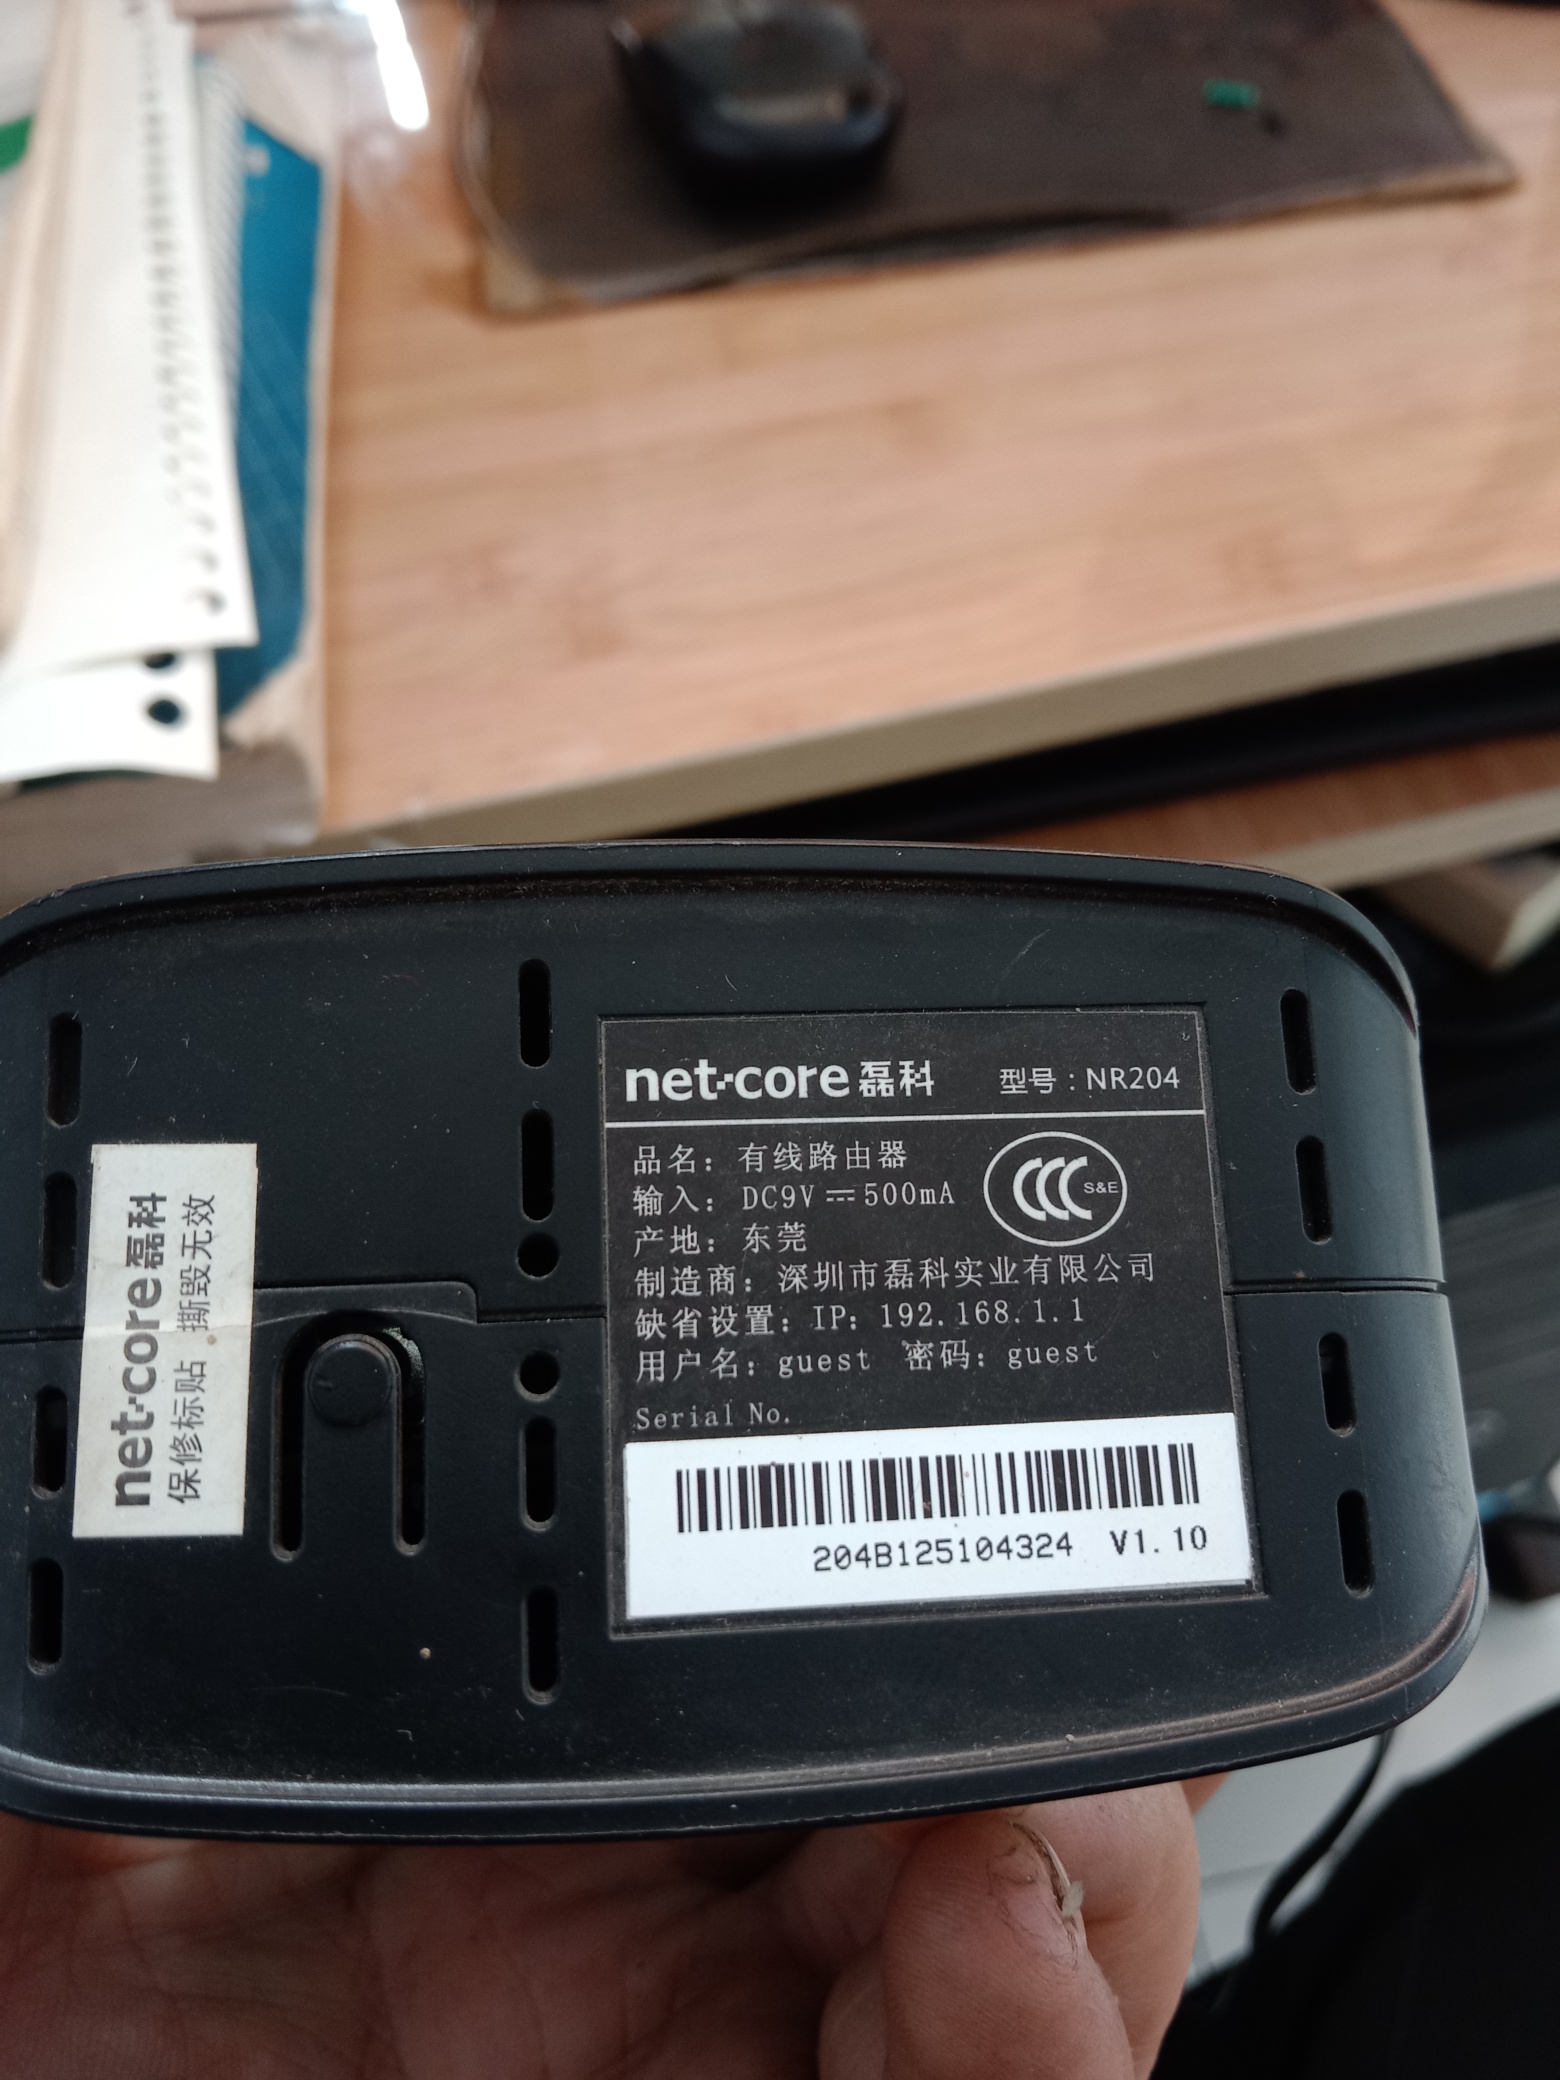 net-core磊科 型号：NR204
品名：有线路由器
输入：DC9V⎓500mA
产地：东莞
制造商：深圳市磊科实业有限公司
缺省设置：IP：192.168.1.1
用户名：guest 密码：guest
Serial No.
204B125104324 V1.10
S&E
net-core磊科
保修标贴 撕毁无效